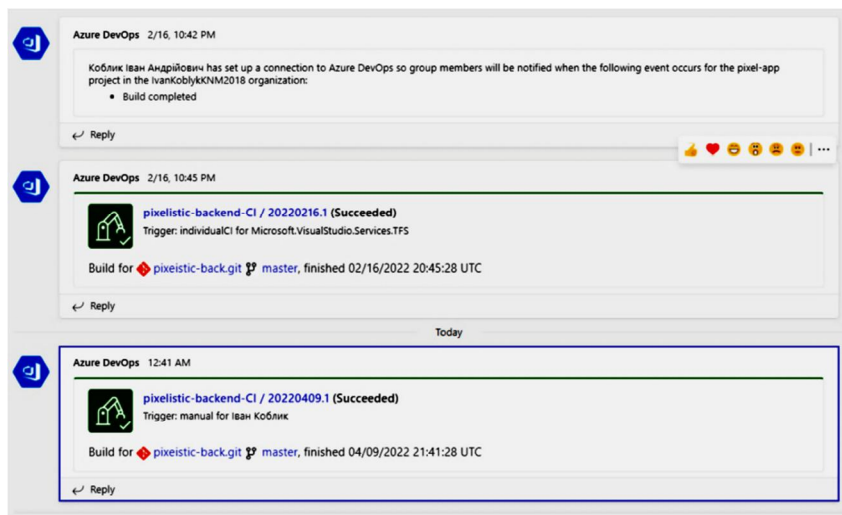 Azure DevOps 2/16, 10:42 PM
Коблик Іван Андрійович has set up a connection to Azure DevOps so group members will be notified when the following event occurs for the pixel-app
project in the IvanKoblykKNM2018 organization:
• Build completed
Reply
Azure DevOps 2/16, 10:45 PM
pixelistic-backend-CI / 20220216.1 (Succeeded)
Trigger: individualCI for Microsoft.VisualStudio.Services.TFS
Build for pixeistic-back.git master, finished 02/16/2022 20:45:28 UTC
Reply
Today
Azure DevOps 12:41 AM
pixelistic-backend-CI / 20220409.1 (Succeeded)
Trigger: manual for Іван Коблик
Build for pixeistic-back.git master, finished 04/09/2022 21:41:28 UTC
Reply